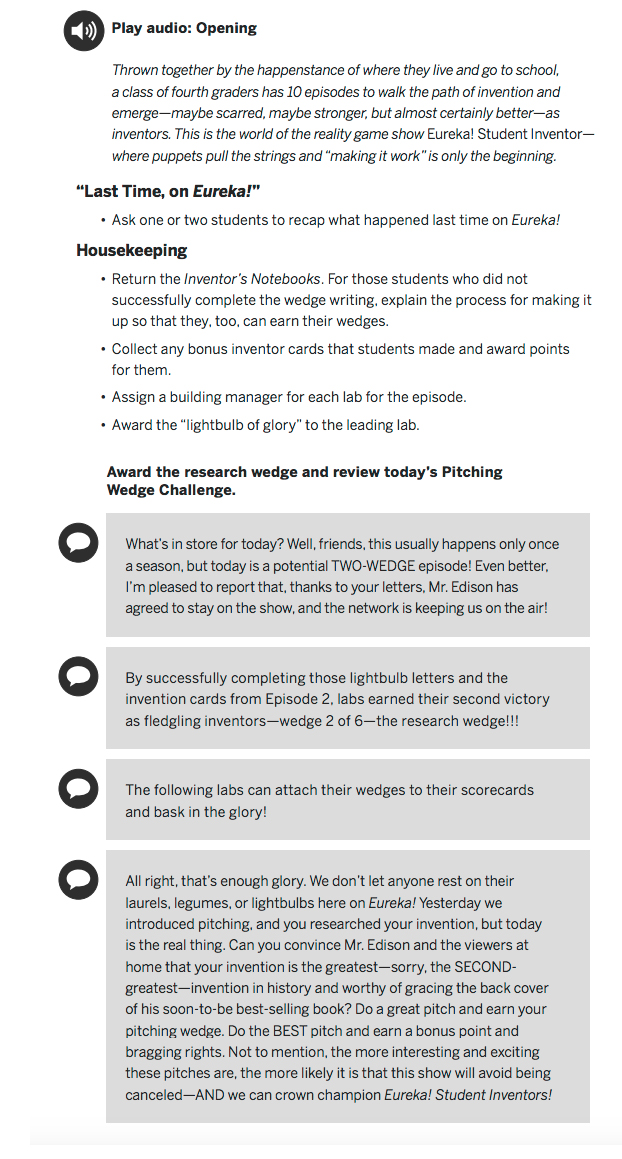 Play audio: Opening
Thrown together by the happenstance of where they live and go to school,
a class of fourth graders has 10 episodes to walk the path of invention and
emerge—maybe scarred, maybe stronger, but almost certainly better—as
inventors. This is the world of the reality game show Eureka! Student Inventor—
where puppets pull the strings and “making it work” is only the beginning.
“Last Time, on Eureka!”
• Ask one or two students to recap what happened last time on Eureka!
Housekeeping
• Return the Inventor’s Notebooks. For those students who did not
successfully complete the wedge writing, explain the process for making it
up so that they, too, can earn their wedges.
• Collect any bonus inventor cards that students made and award points
for them.
• Assign a building manager for each lab for the episode.
• Award the “lightbulb of glory” to the leading lab.
Award the research wedge and review today’s Pitching
Wedge Challenge.
What’s in store for today? Well, friends, this usually happens only once
a season, but today is a potential TWO-WEDGE episode! Even better,
I’m pleased to report that, thanks to your letters, Mr. Edison has
agreed to stay on the show, and the network is keeping us on the air!
By successfully completing those lightbulb letters and the
invention cards from Episode 2, labs earned their second victory
as fledgling inventors—wedge 2 of 6—the research wedge!!!
The following labs can attach their wedges to their scorecards
and bask in the glory!
All right, that’s enough glory. We don’t let anyone rest on their
laurels, legumes, or lightbulbs here on Eureka! Yesterday we
introduced pitching, and you researched your invention, but today
is the real thing. Can you convince Mr. Edison and the viewers at
home that your invention is the greatest—sorry, the SECOND-
greatest—invention in history and worthy of gracing the back cover
of his soon-to-be best-selling book? Do a great pitch and earn your
pitching wedge. Do the BEST pitch and earn a bonus point and
bragging rights. Not to mention, the more interesting and exciting
these pitches are, the more likely it is that this show will avoid being
canceled—AND we can crown champion Eureka! Student Inventors!